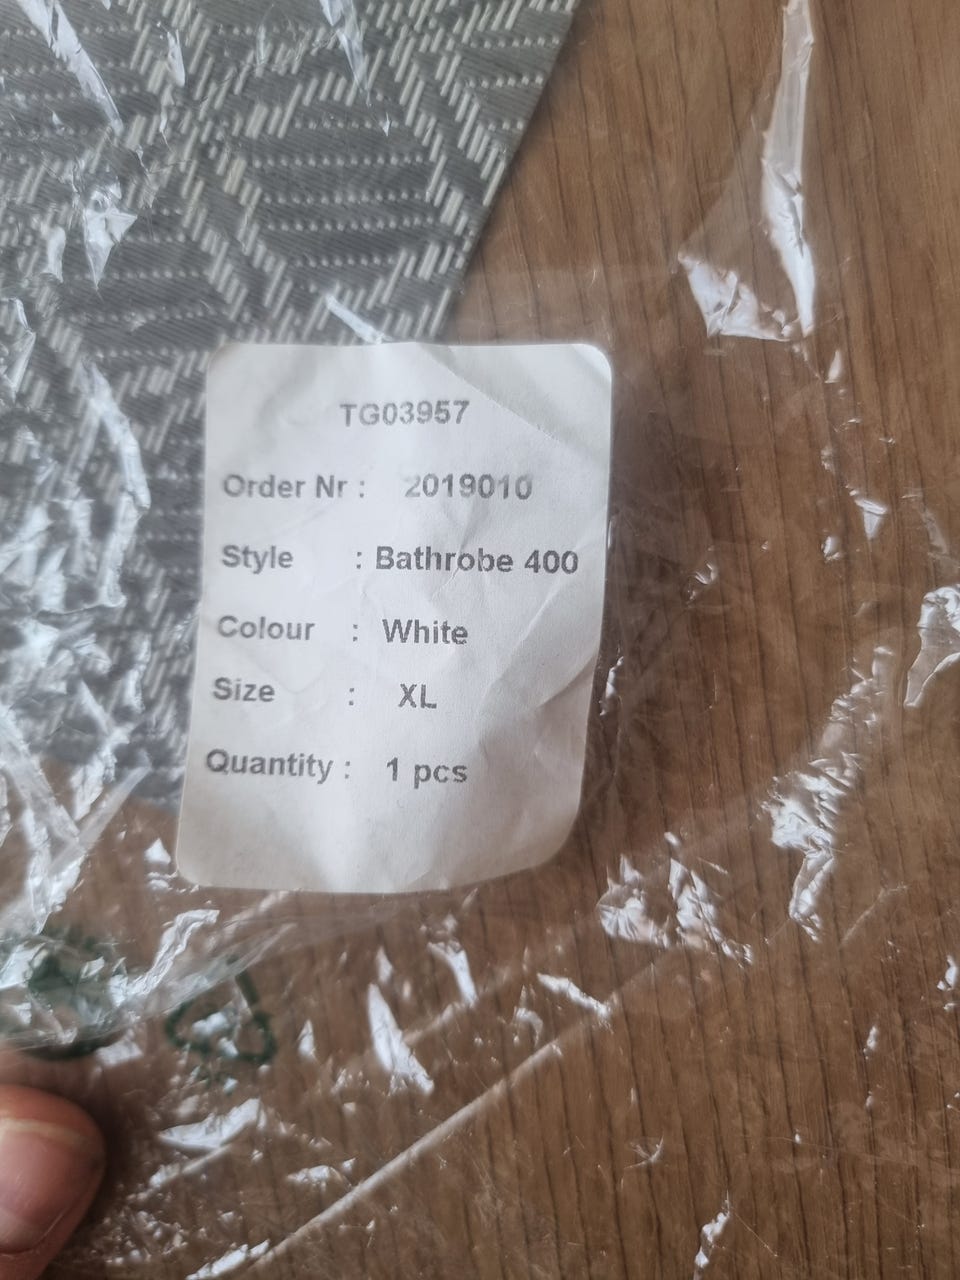 TG03957
Order Nr : 2019010
Style : Bathrobe 400
Colour : White
Size : XL
Quantity : 1 pcs